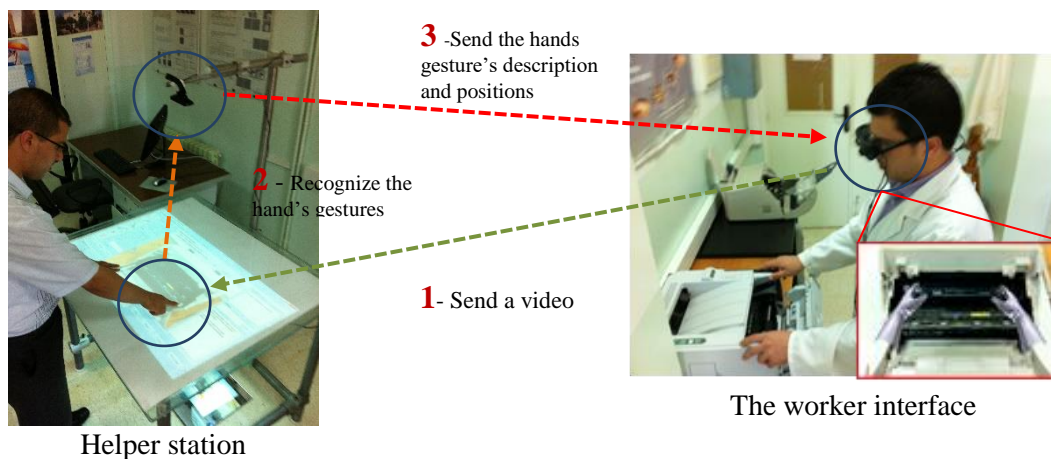 3 -Send the hands
gesture's description
and positions
2 - Recognize the
hand's gestures
1- Send a video
The worker interface
Helper station